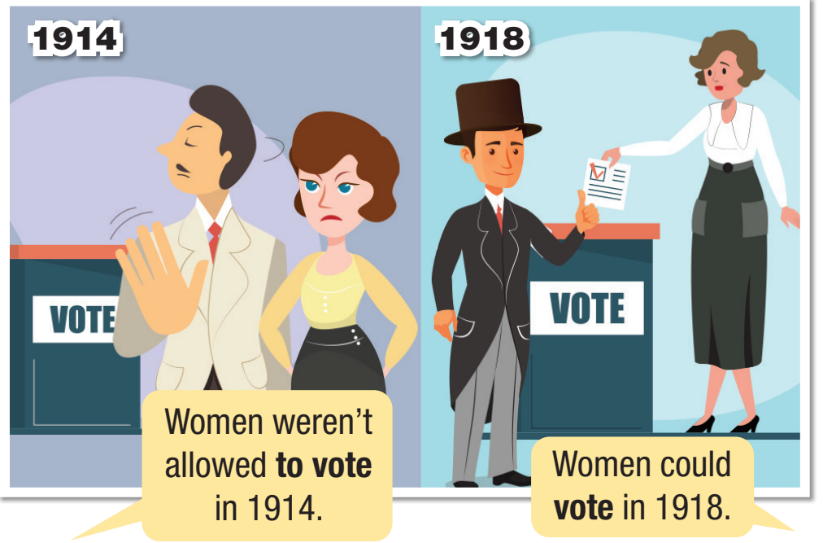 1914
1918
VOTE
VOTE
Women weren't
allowed to vote
in 1914.
Women could
vote in 1918.